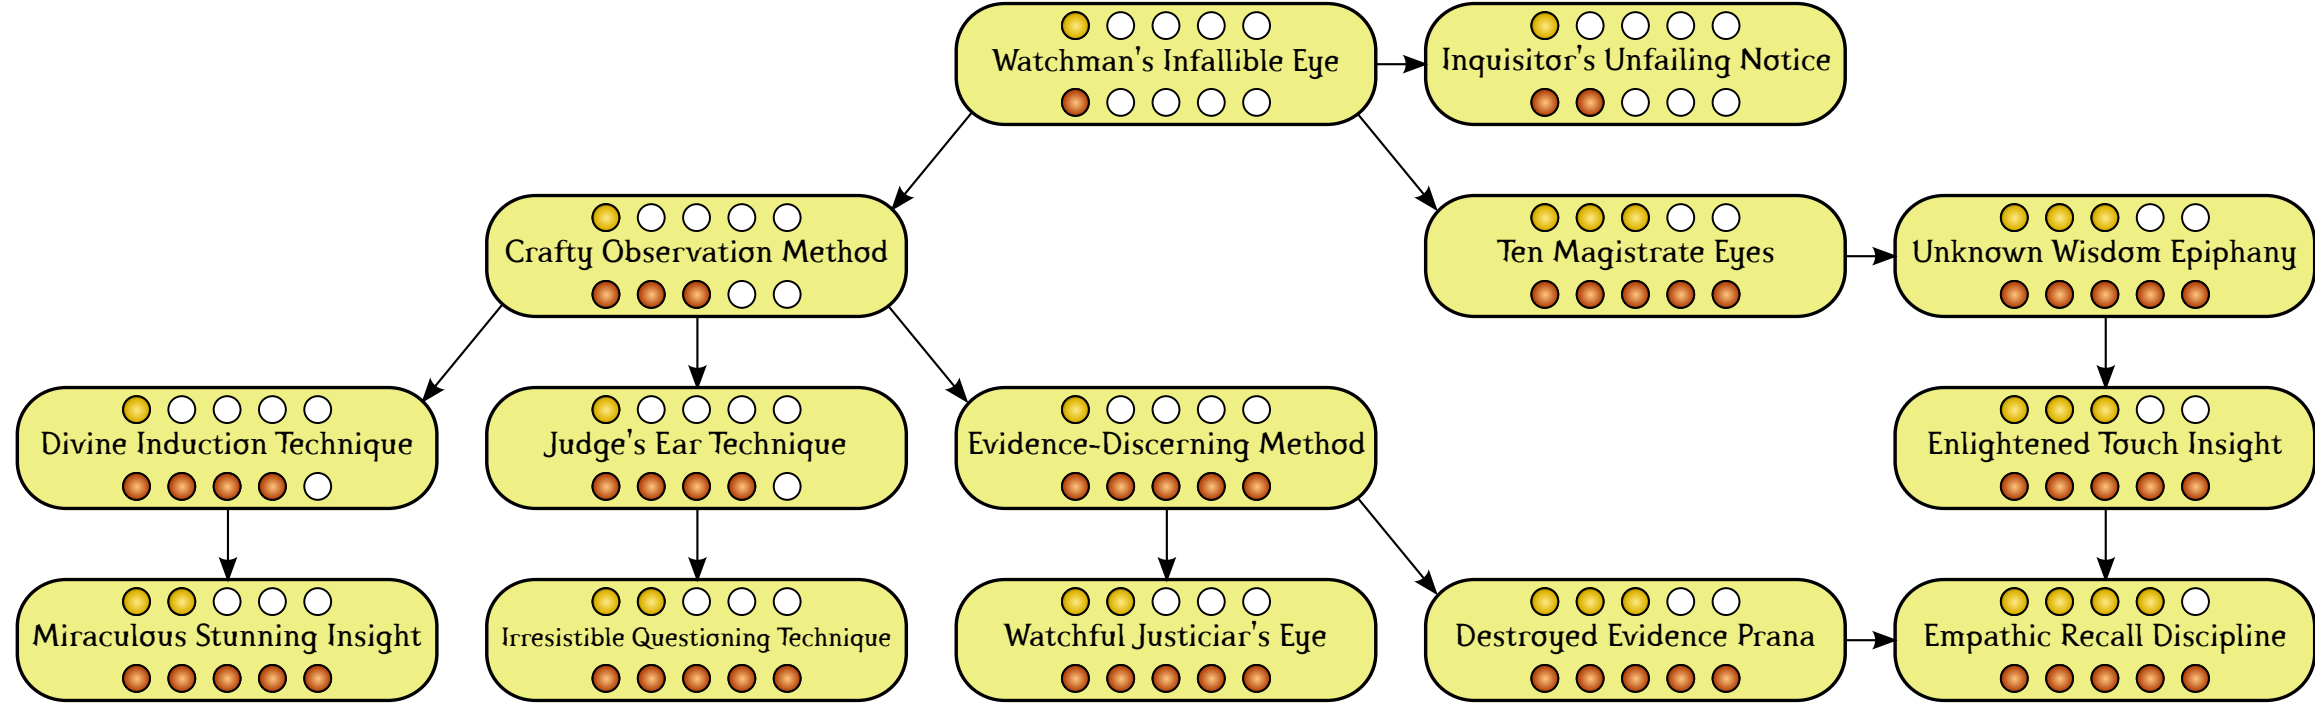 Watchman's Infallible Eye
Inquisitor's Unfailing Notice
Crafty Observation Method
Ten Magistrate Eyes
Unknown Wisdom Epiphany
Divine Induction Technique
Judge's Ear Technique
Evidence-Discerning Method
Enlightened Touch Insight
Miraculous Stunning Insight
Irresistible Questioning Technique
Watchful Justiciar's Eye
Destroyed Evidence Prana
Empathic Recall Discipline